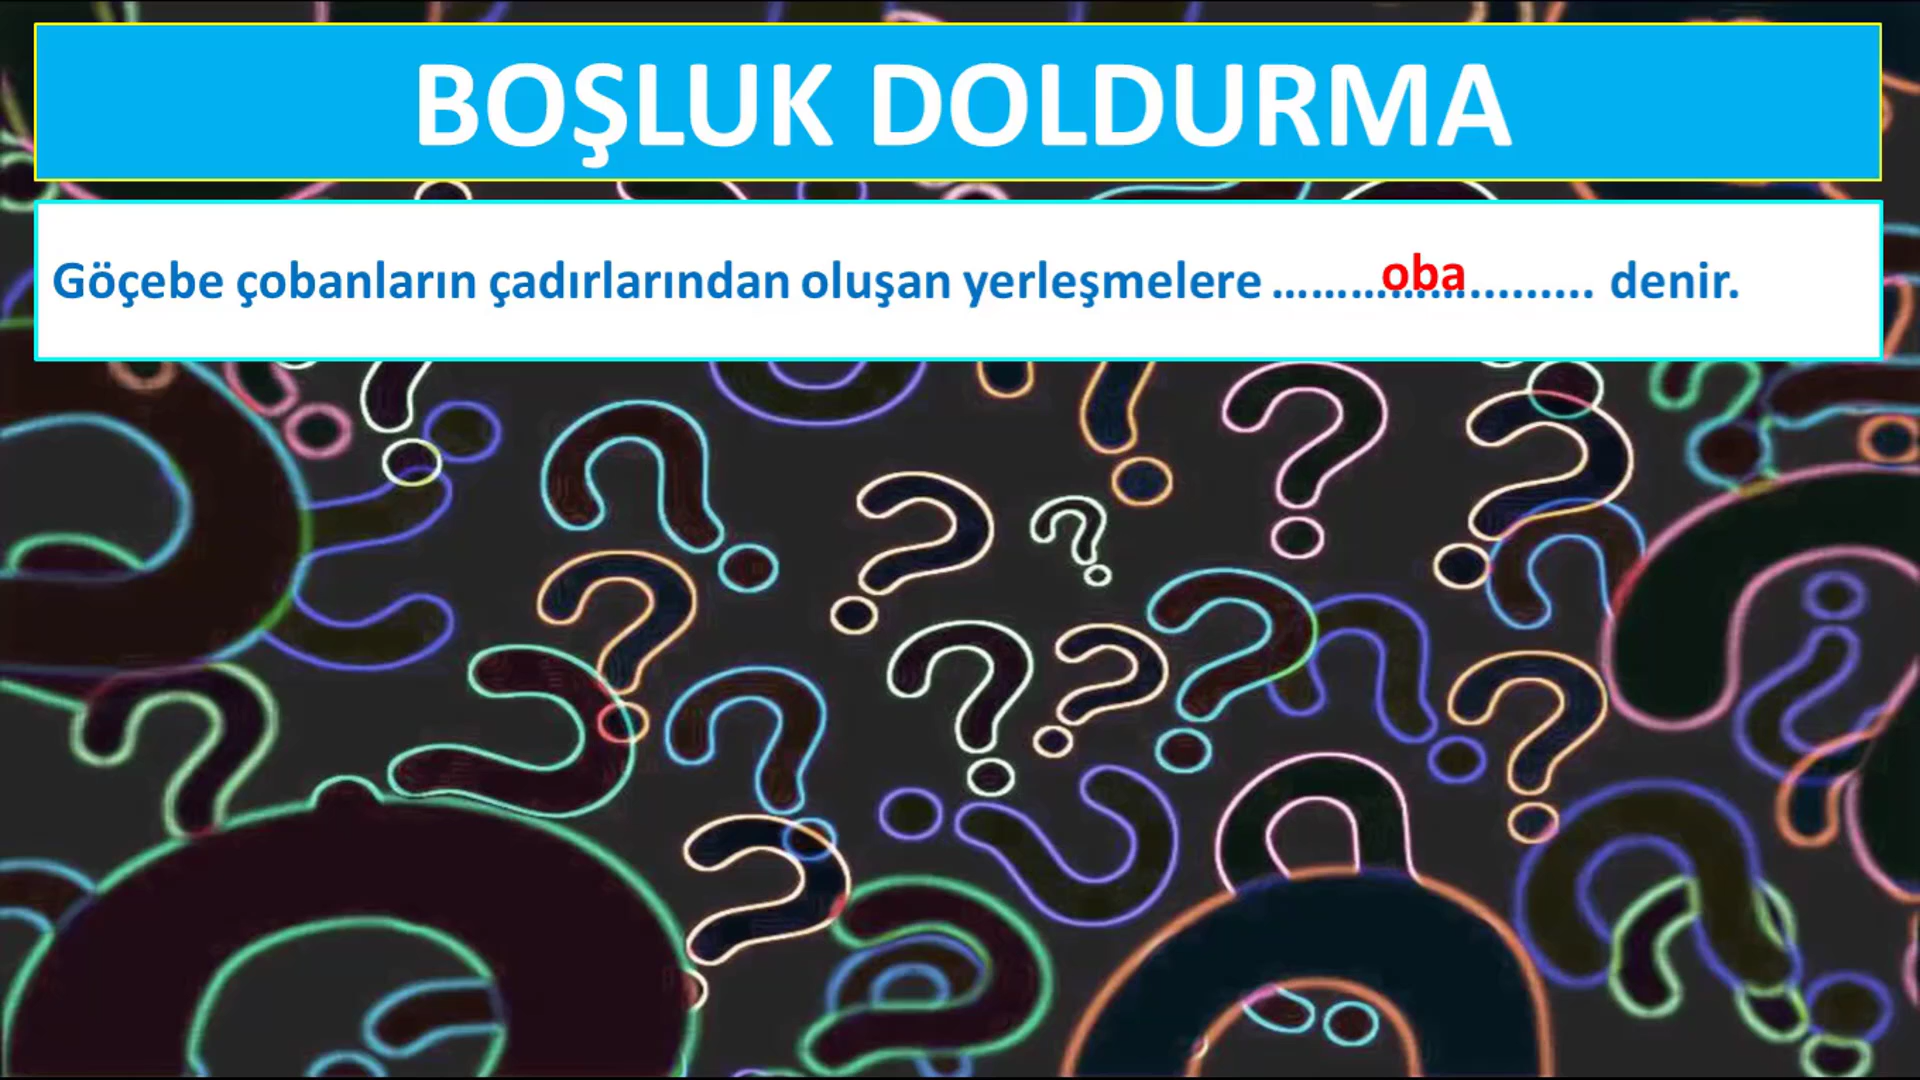 BOŞLUK DOLDURMA
Göçebe çobanların çadırlarından oluşan yerleşmelere ………oba……... denir.